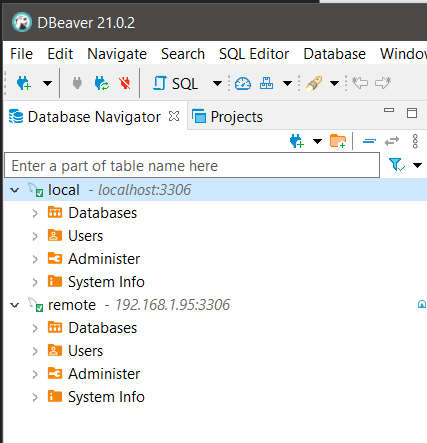 DBeaver 21.0.2
File Edit Navigate Search SQL Editor Database Window
SQL
Database Navigator Projects
Enter a part of table name here
local - localhost:3306
Databases
Users
Administer
System Info
remote - 192.168.1.95:3306
Databases
Users
Administer
System Info